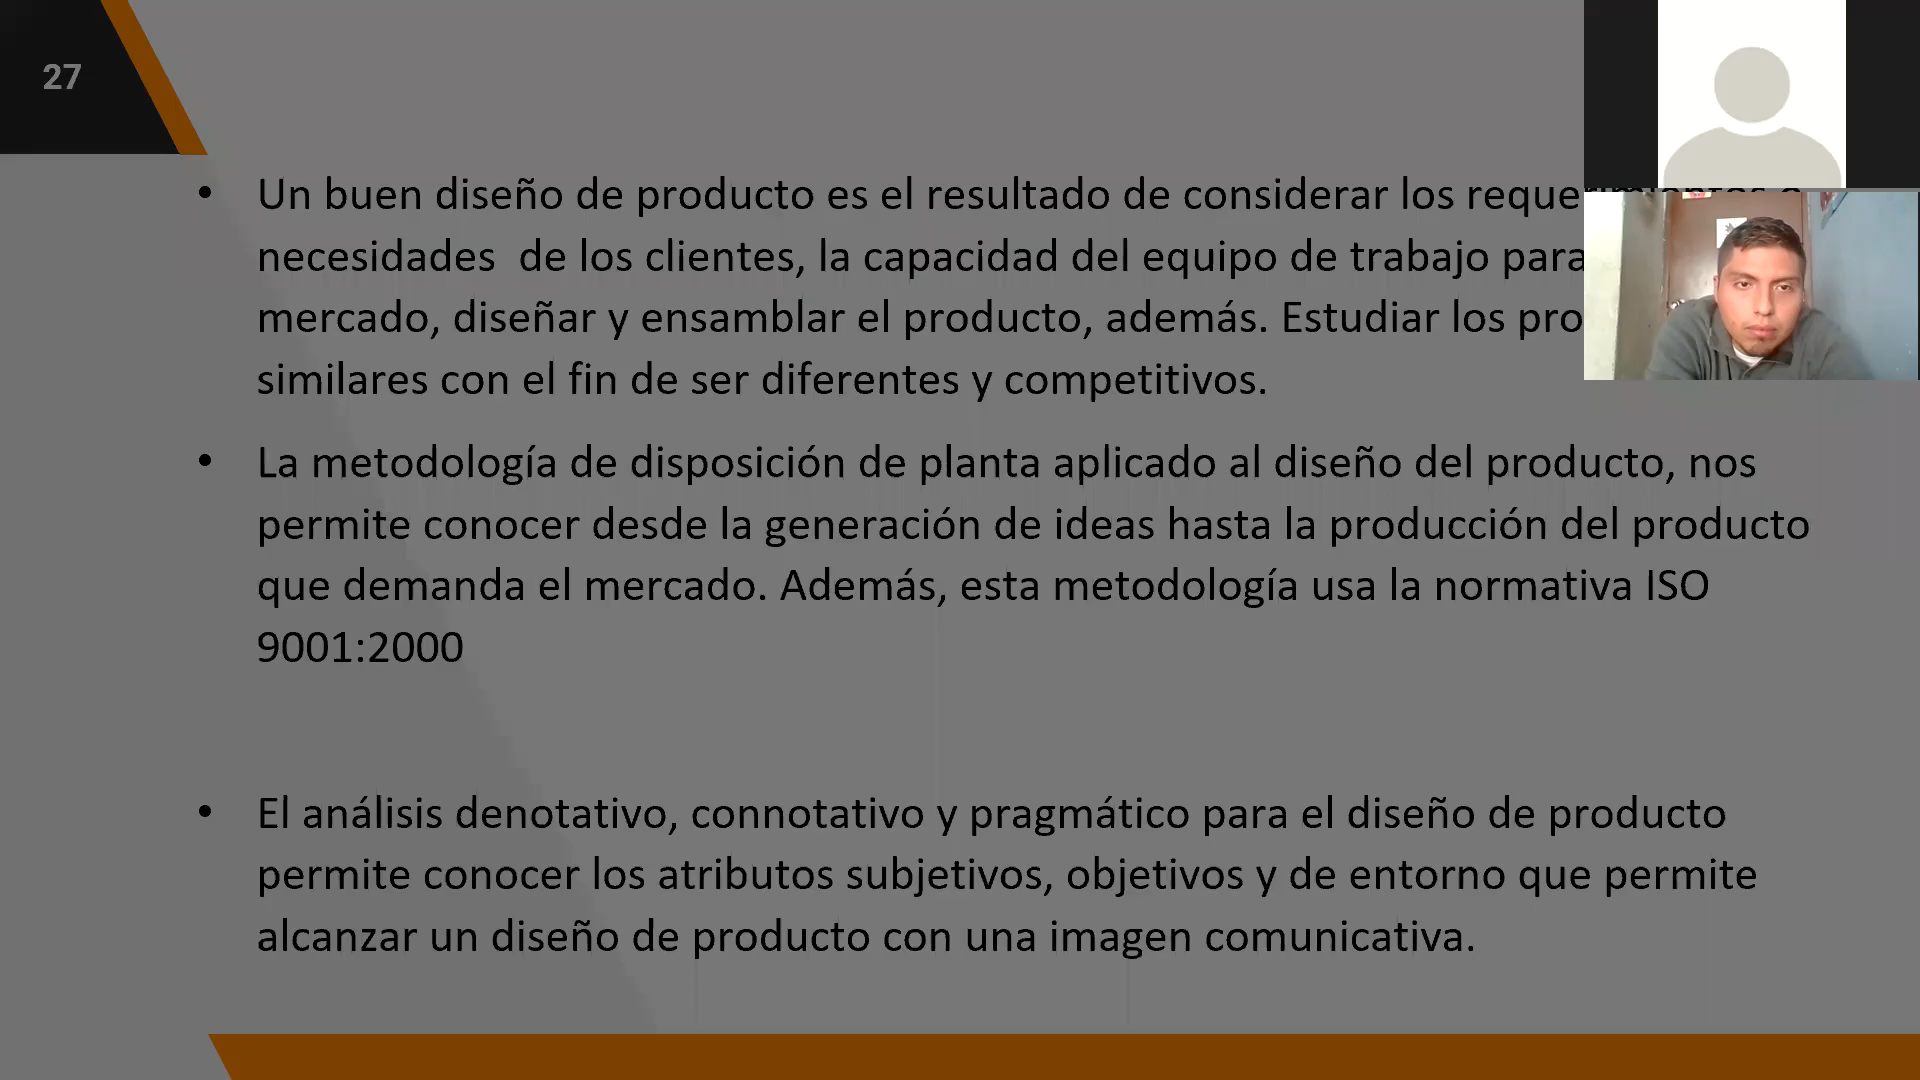 27
• Un buen diseño de producto es el resultado de considerar los requerimientos o
necesidades de los clientes, la capacidad del equipo de trabajo para
mercado, diseñar y ensamblar el producto, además. Estudiar los
similares con el fin de ser diferentes y competitivos.
• La metodología de disposición de planta aplicado al diseño del producto, nos
permite conocer desde la generación de ideas hasta la producción del producto
que demanda el mercado. Además, esta metodología usa la normativa ISO
9001:2000
• El análisis denotativo, connotativo y pragmático para el diseño de producto
permite conocer los atributos subjetivos, objetivos y de entorno que permite
alcanzar un diseño de producto con una imagen comunicativa.